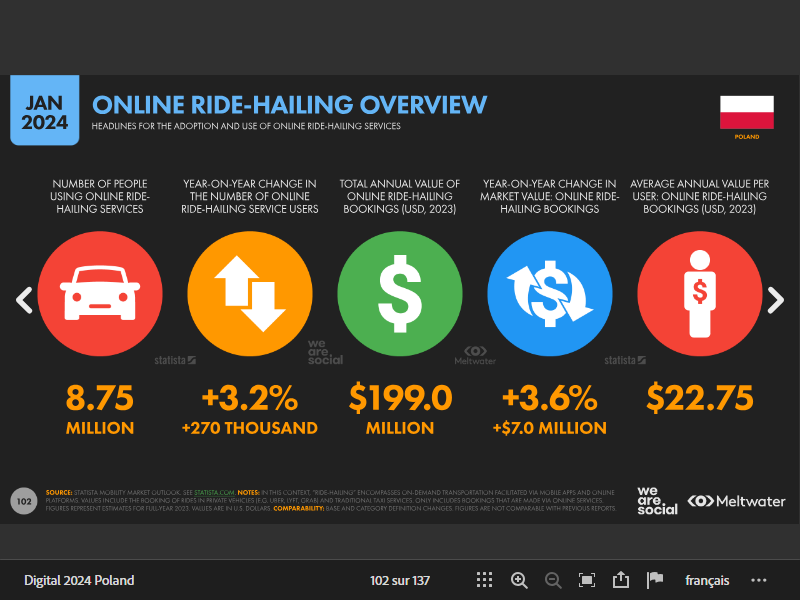 JAN
2024
ONLINE RIDE-HAILING OVERVIEW
HEADLINES FOR THE ADOPTION AND USE OF ONLINE RIDE-HAILING SERVICES
POLAND
NUMBER OF PEOPLE
USING ONLINE RIDE-
HAILING SERVICES
YEAR-ON-YEAR CHANGE IN
THE NUMBER OF ONLINE
RIDE-HAILING SERVICE USERS
TOTAL ANNUAL VALUE OF
ONLINE RIDE-HAILING
BOOKINGS (USD, 2023)
YEAR-ON-YEAR CHANGE IN
MARKET VALUE: ONLINE RIDE-
HAILING BOOKINGS
AVERAGE ANNUAL VALUE PER
USER: ONLINE RIDE-HAILING
BOOKINGS (USD, 2023)
$
$
$
statista
we
are
social
Meltwater
statista
8.75
MILLION
+3.2%
+270 THOUSAND
$199.0
MILLION
+3.6%
+$7.0 MILLION
$22.75
102
SOURCE: STATISTA MOBILITY MARKET OUTLOOK. SEE STATISTA.COM. NOTES: IN THIS CONTEXT, "RIDE-HAILING" ENCOMPASSES ON-DEMAND TRANSPORTATION FACILITATED VIA MOBILE APPS AND ONLINE
PLATFORMS. VALUES INCLUDE THE BOOKING OF RIDES IN PRIVATE VEHICLES (E.G. UBER, LYFT, GRAB) AND TRADITIONAL TAXI SERVICES. ONLY INCLUDES BOOKINGS THAT ARE MADE VIA ONLINE SERVICES.
FIGURES REPRESENT ESTIMATES FOR FULL-YEAR 2023. VALUES ARE IN U.S. DOLLARS. COMPARABILITY: BASE AND CATEGORY DEFINITION CHANGES. FIGURES ARE NOT COMPARABLE WITH PREVIOUS REPORTS.
we
are
social
Meltwater
Digital 2024 Poland
102 sur 137
français